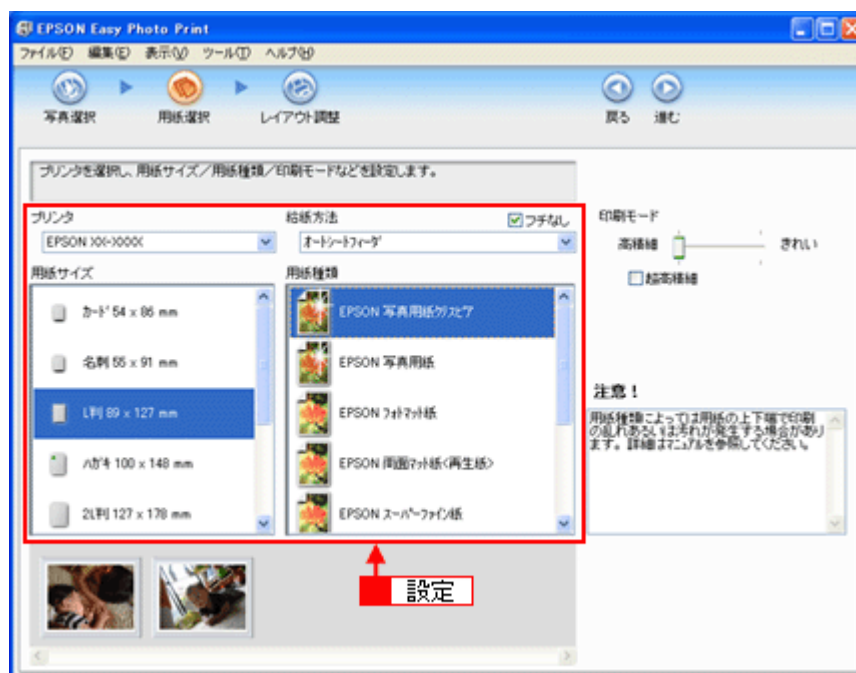 EPSON Easy Photo Print
ファイル(F) 編集(E) 表示(V) ツール(T) ヘルプ(H)
写真選択 用紙選択 レイアウト調整 戻る 進む
プリンタを選択し、用紙サイズ／用紙種類／印刷モードなどを設定します。
プリンタ 給紙方法 フチなし 印刷モード
EPSON XX-XXXX オートシートフィーダ 高精細 きれい
用紙サイズ 用紙種類 超高精細
カード 54 x 86 mm EPSON 写真用紙クリスピア
名刺 55 x 91 mm EPSON 写真用紙
注意！
L判 89 x 127 mm EPSON フォトマット紙
用紙種類によっては用紙の上下端で印刷
の乱れあるいは汚れが発生する場合があり
ます。詳細はマニュアルを参照してください。
ハガキ 100 x 148 mm EPSON 両面マット紙<再生紙>
2L判 127 x 178 mm EPSON スーパーファイン紙
設定